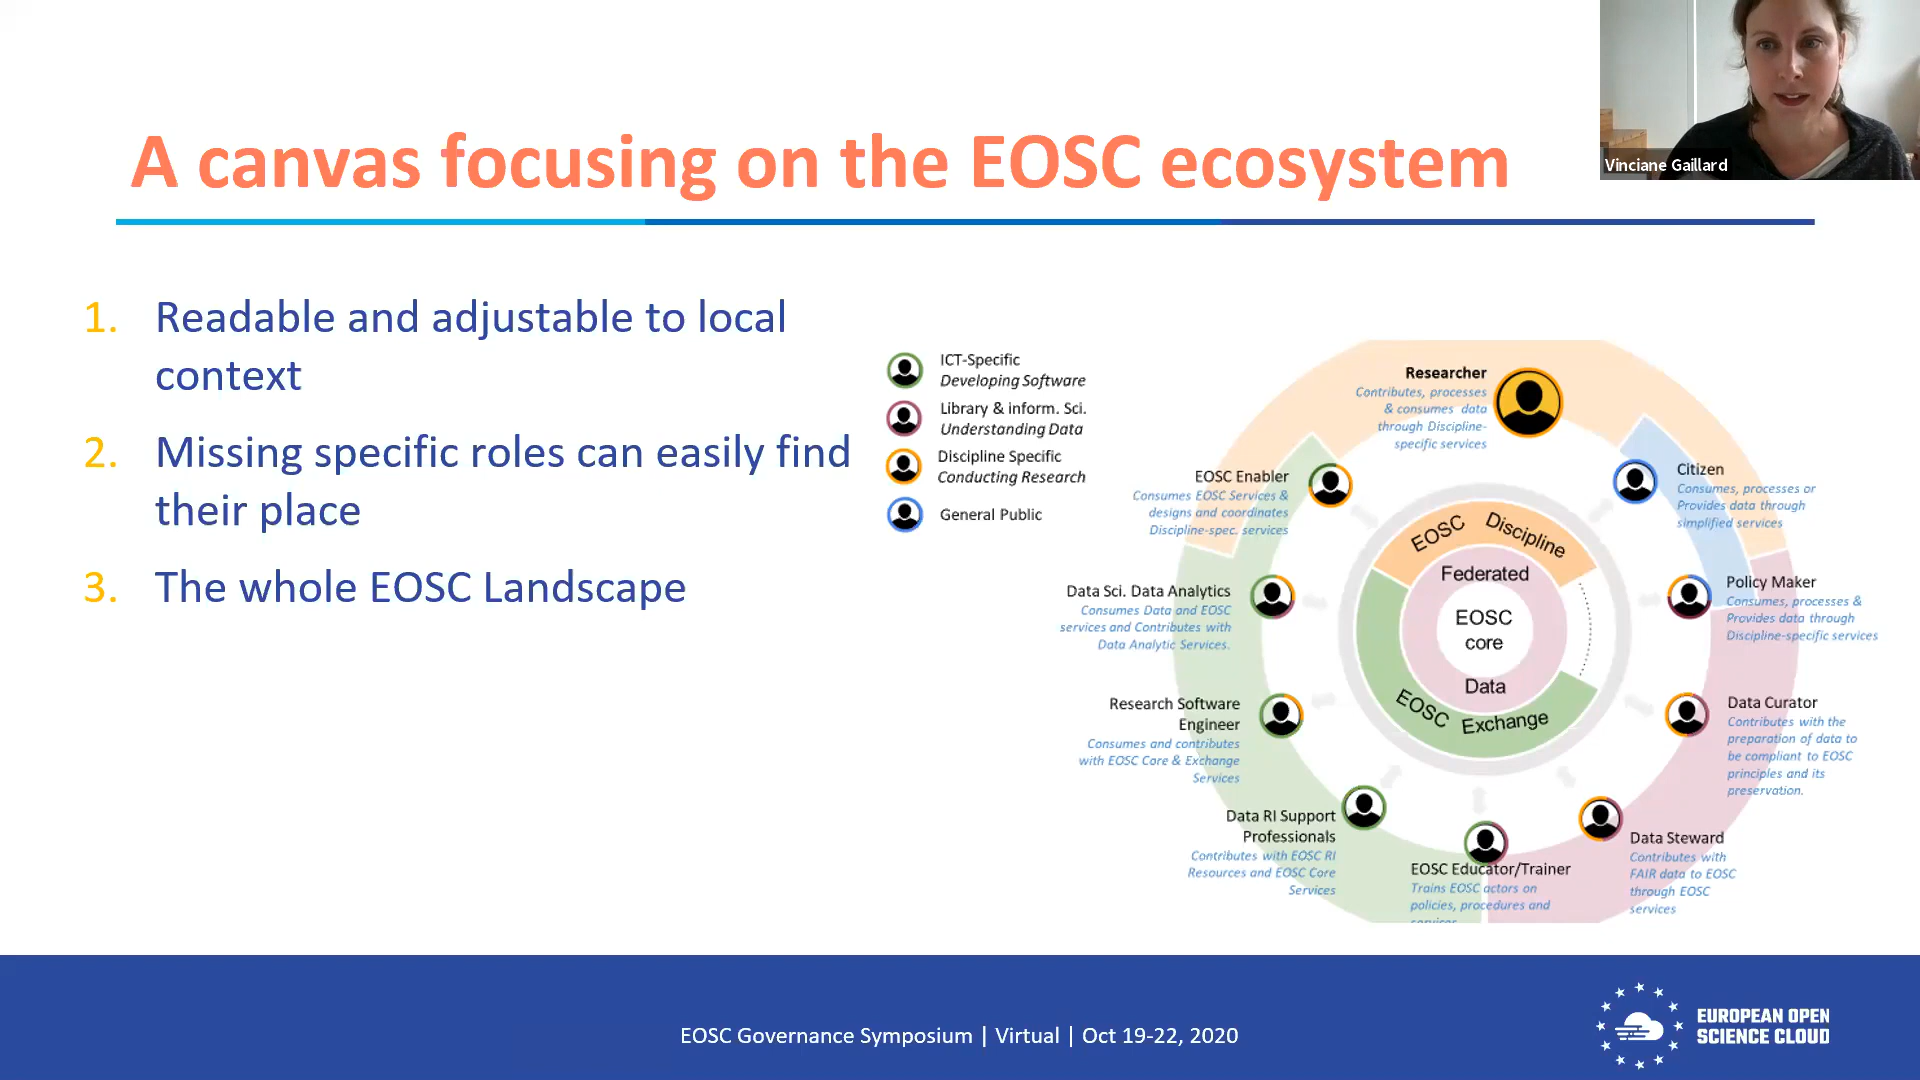 A canvas focusing on the EOSC ecosystem
Vinciane Gaillard
1. Readable and adjustable to local
context
2. Missing specific roles can easily find
their place
3. The whole EOSC Landscape
ICT-Specific
Developing Software
Library & inform. Sci.
Understanding Data
Discipline Specific
Conducting Research
General Public
Researcher
Contributes, processes
& consumes data
through Discipline-
specific services
EOSC Enabler
Consumes EOSC Services &
designs and coordinates
Discipline-spec. services
Citizen
Consumes, processes or
Provides data through
simplified services
Data Sci. Data Analytics
Consumes Data and EOSC
services and Contributes with
Data Analytic Services.
Policy Maker
Consumes, processes &
Provides data through
Discipline-specific services
EOSC Discipline
Federated
EOSC
core
Data
EOSC Exchange
Research Software
Engineer
Consumes and contributes
with EOSC Core & Exchange
Services
Data Curator
Contributes with the
preparation of data to
be compliant to EOSC
principles and its
preservation.
Data RI Support
Professionals
Contributes with EOSC RI
Resources and EOSC Core
Services
EOSC Educator/Trainer
Trains EOSC actors on
policies, procedures and
Data Steward
Contributes with
FAIR data to EOSC
through EOSC
services
EOSC Governance Symposium | Virtual | Oct 19-22, 2020
EUROPEAN OPEN
SCIENCE CLOUD